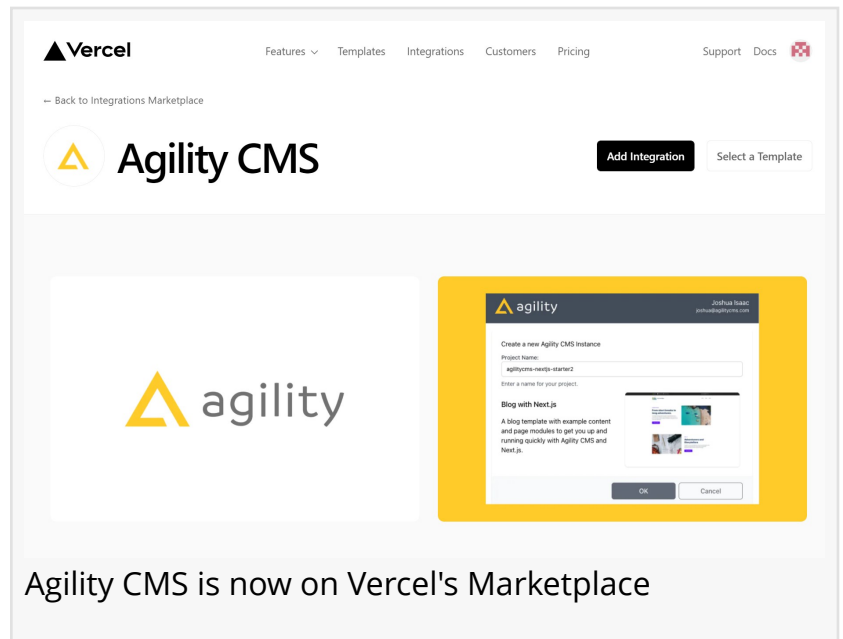 Vercel
Features Templates Integrations Customers Pricing Support Docs
← Back to Integrations Marketplace
Agility CMS
Add Integration Select a Template
agility
agility
Joshua Isaac
joshua@agilitycms.com
Create a new Agility CMS Instance
Project Name:
agilitycms-nextjs-starter2
Enter a name for your project.
Blog with Next.js
A blog template with example content
and page modules to get you up and
running quickly with Agility CMS and
Next.js.
OK Cancel
Agility CMS is now on Vercel's Marketplace